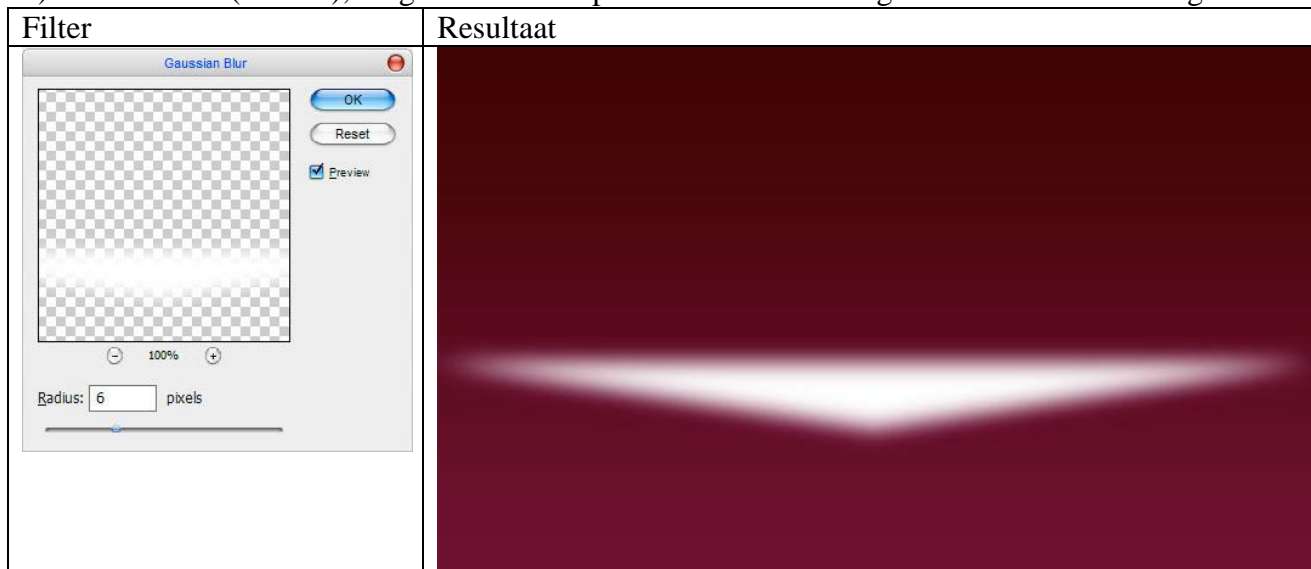 Filter Resultaat
Gaussian Blur
OK
Reset
Preview
100%
Radius: 6 pixels